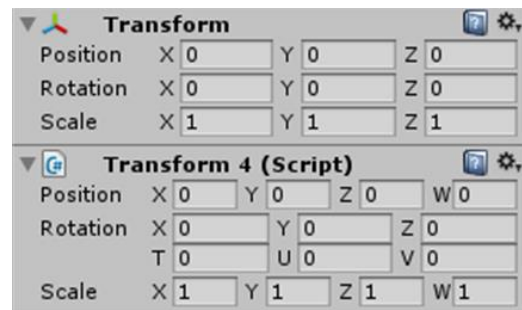 Transform
Position X 0 Y 0 Z 0
Rotation X 0 Y 0 Z 0
Scale X 1 Y 1 Z 1
Transform 4 (Script)
Position X 0 Y 0 Z 0 W 0
Rotation X 0 Y 0 Z 0
T 0 U 0 V 0
Scale X 1 Y 1 Z 1 W 1